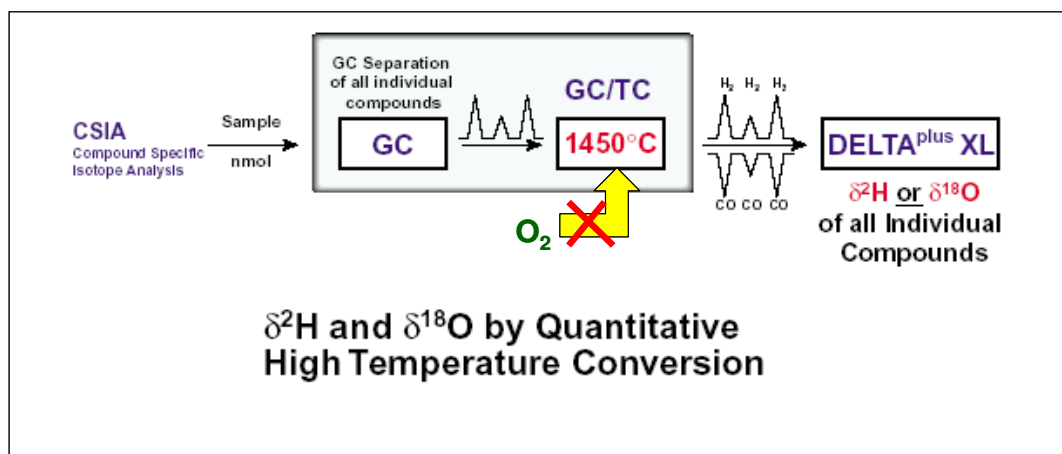 CSIA
Compound Specific
Isotope Analysis
Sample
nmol
GC Separation
of all individual
compounds
GC
GC/TC
1450°C
O₂
H₂ H₂ H₂
CO CO CO
DELTAᵖˡᵘˢ XL
δ²H or δ¹⁸O
of all Individual
Compounds
δ²H and δ¹⁸O by Quantitative
High Temperature Conversion